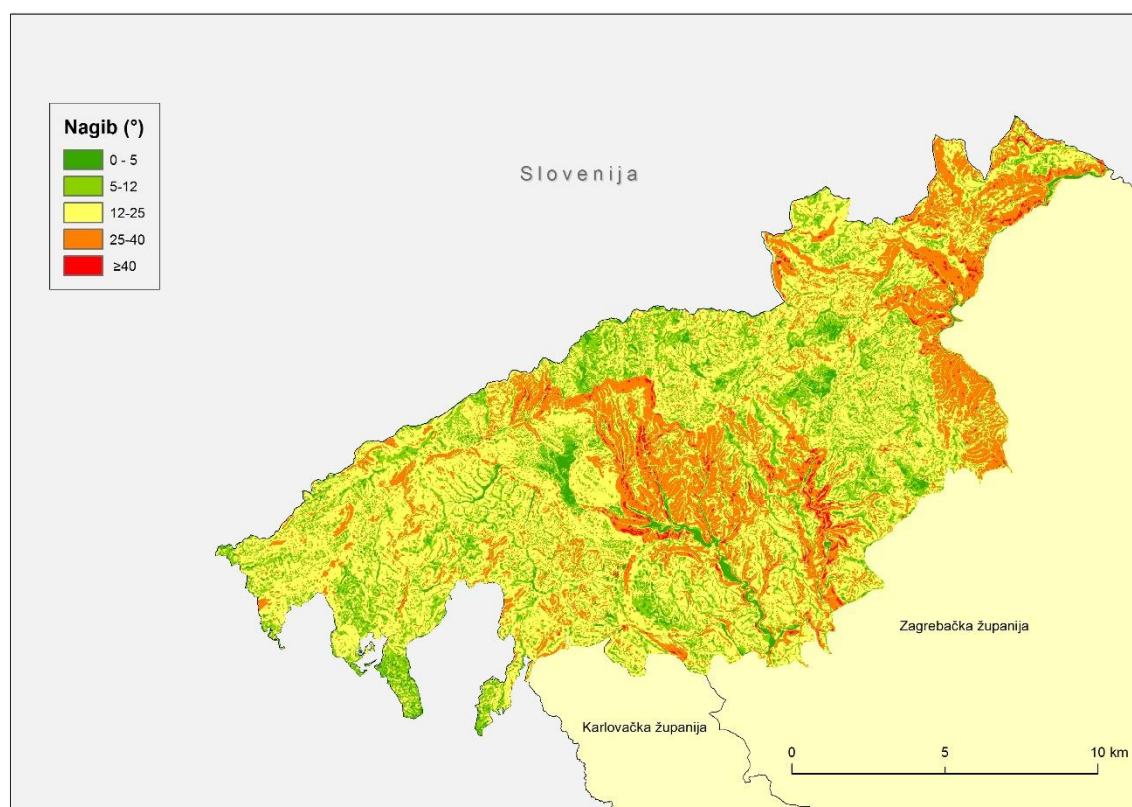 Nagib (°)
0 - 5
5-12
12-25
25-40
≥40
Slovenija
Zagrebačka županija
Karlovačka županija
0 5 10 km